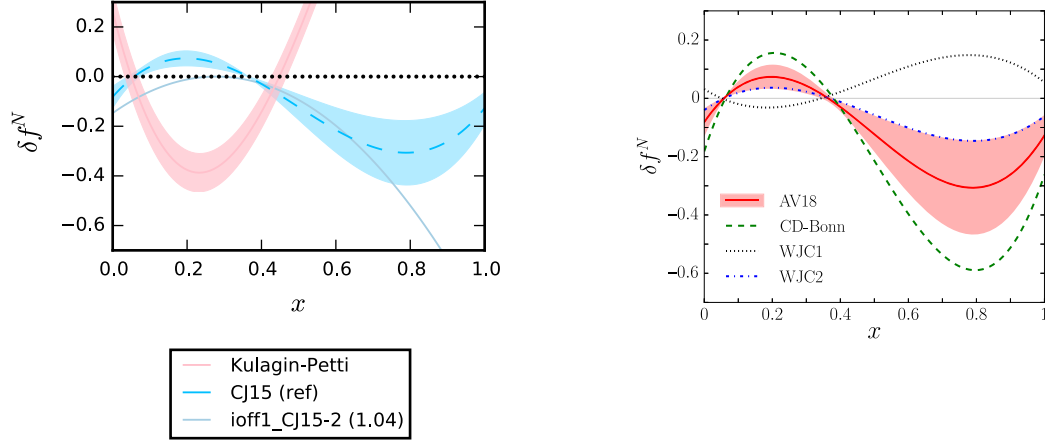 0.2
0.0
−0.2
−0.4
−0.6
δf^N
0.0 0.2 0.4 0.6 0.8 1.0
x
Kulagin-Petti
CJ15 (ref)
ioff1_CJ15-2 (1.04)
0.2
0
−0.2
−0.4
−0.6
δf^N
AV18
CD-Bonn
WJC1
WJC2
0 0.2 0.4 0.6 0.8 1
x